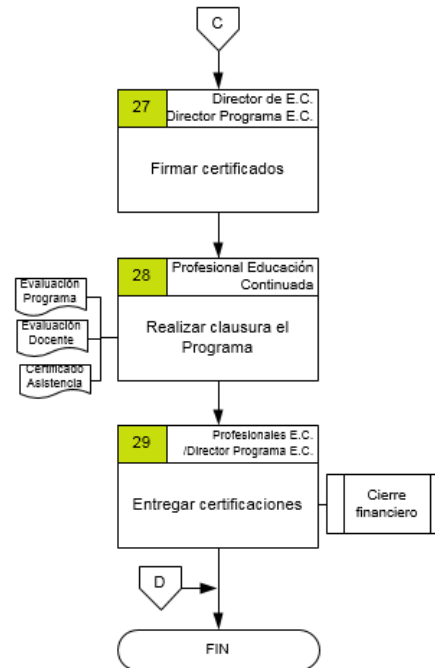 C
27
Director de E.C.
Director Programa E.C.
Firmar certificados
28
Profesional Educación
Continuada
Realizar clausura el
Programa
Evaluación
Programa
Evaluación
Docente
Certificado
Asistencia
29
Profesionales E.C.
/Director Programa E.C.
Entregar certificaciones
Cierre
financiero
D
FIN